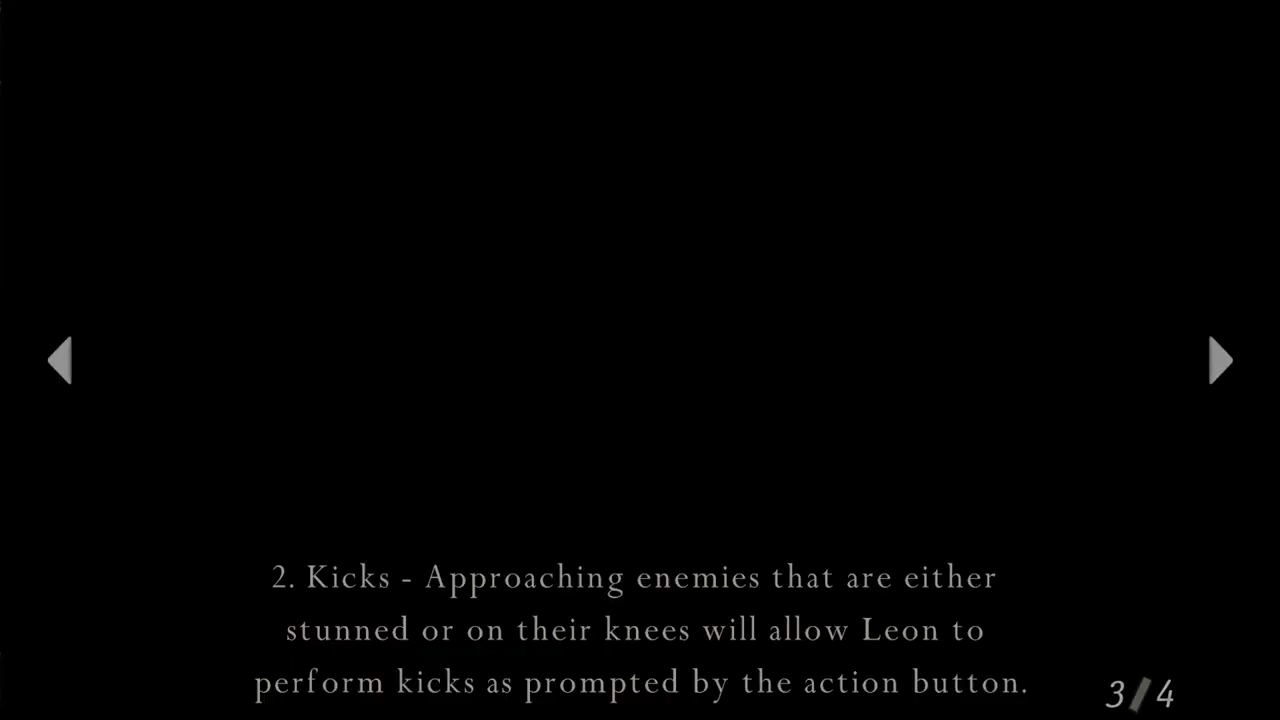 2. Kicks - Approaching enemies that are either
stunned or on their knees will allow Leon to
perform kicks as prompted by the action button.
3/4